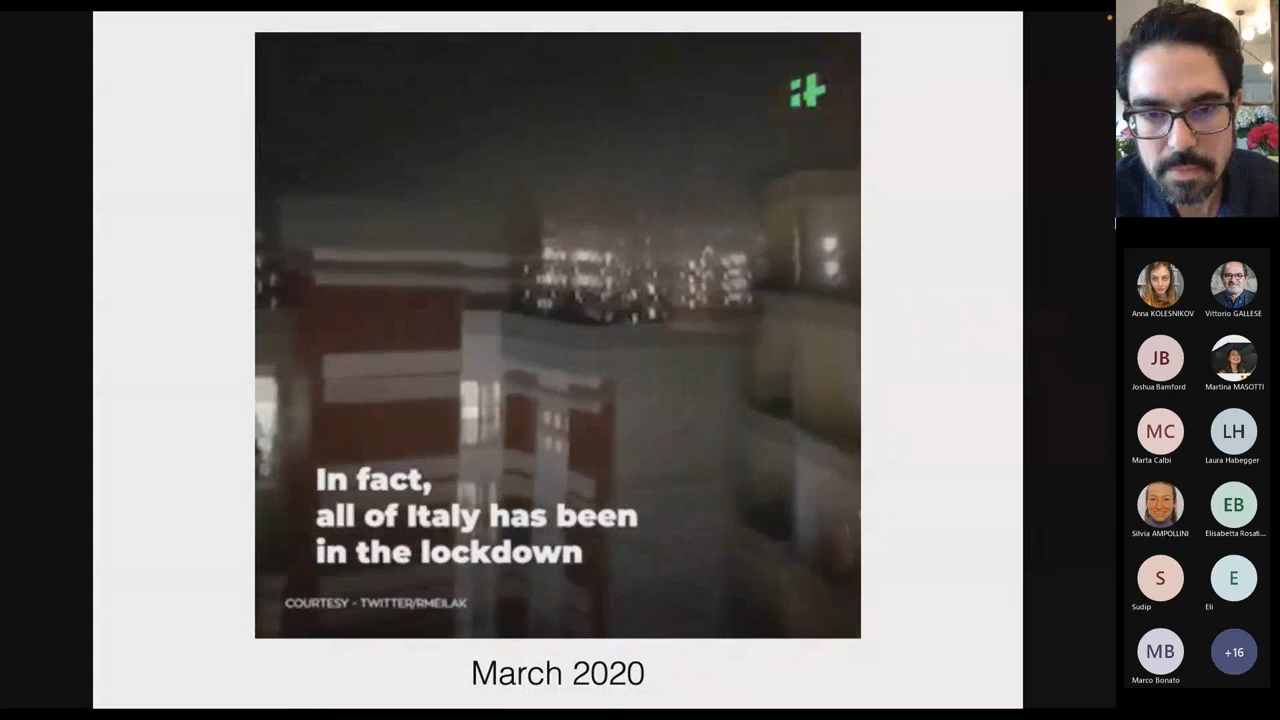 In fact,
all of Italy has been
in the lockdown
COURTESY - TWITTER/RMEILAK
March 2020
Anna KOLESNIKOV
Vittorio GALLESE
JB
Joshua Bamford
Martina MASOTTI
MC
Marta Calbi
LH
Laura Habegger
Silvia AMPOLLINI
EB
Elisabetta Rosati...
S
Sudip
E
Eli
MB
Marco Bonato
+16